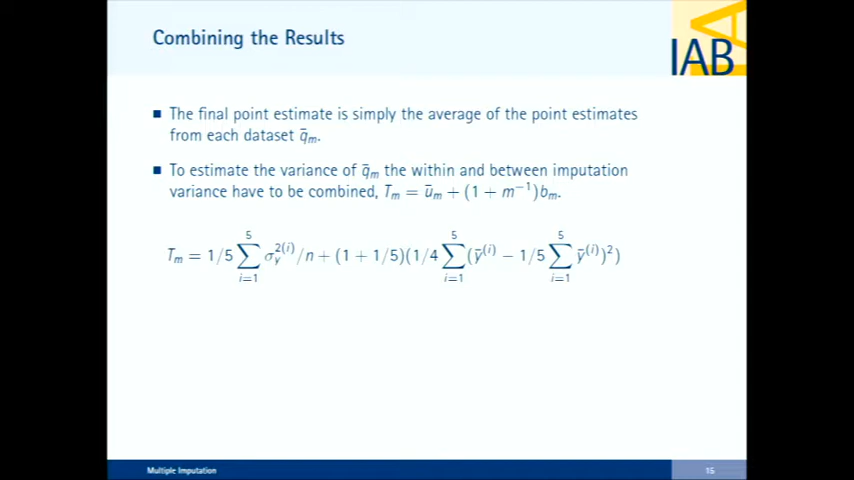 Combining the Results
IAB
■ The final point estimate is simply the average of the point estimates
from each dataset q̄ₘ.
■ To estimate the variance of q̄ₘ the within and between imputation
variance have to be combined, Tₘ = ūₘ + (1 + m⁻¹)bₘ.
Tₘ = 1/5 ∑_{i=1}^{5} σ_y^{2(i)}/n + (1 + 1/5)(1/4 ∑_{i=1}^{5} (ȳ^{(i)} − 1/5 ∑_{i=1}^{5} ȳ^{(i)})²)
Multiple Imputation
15